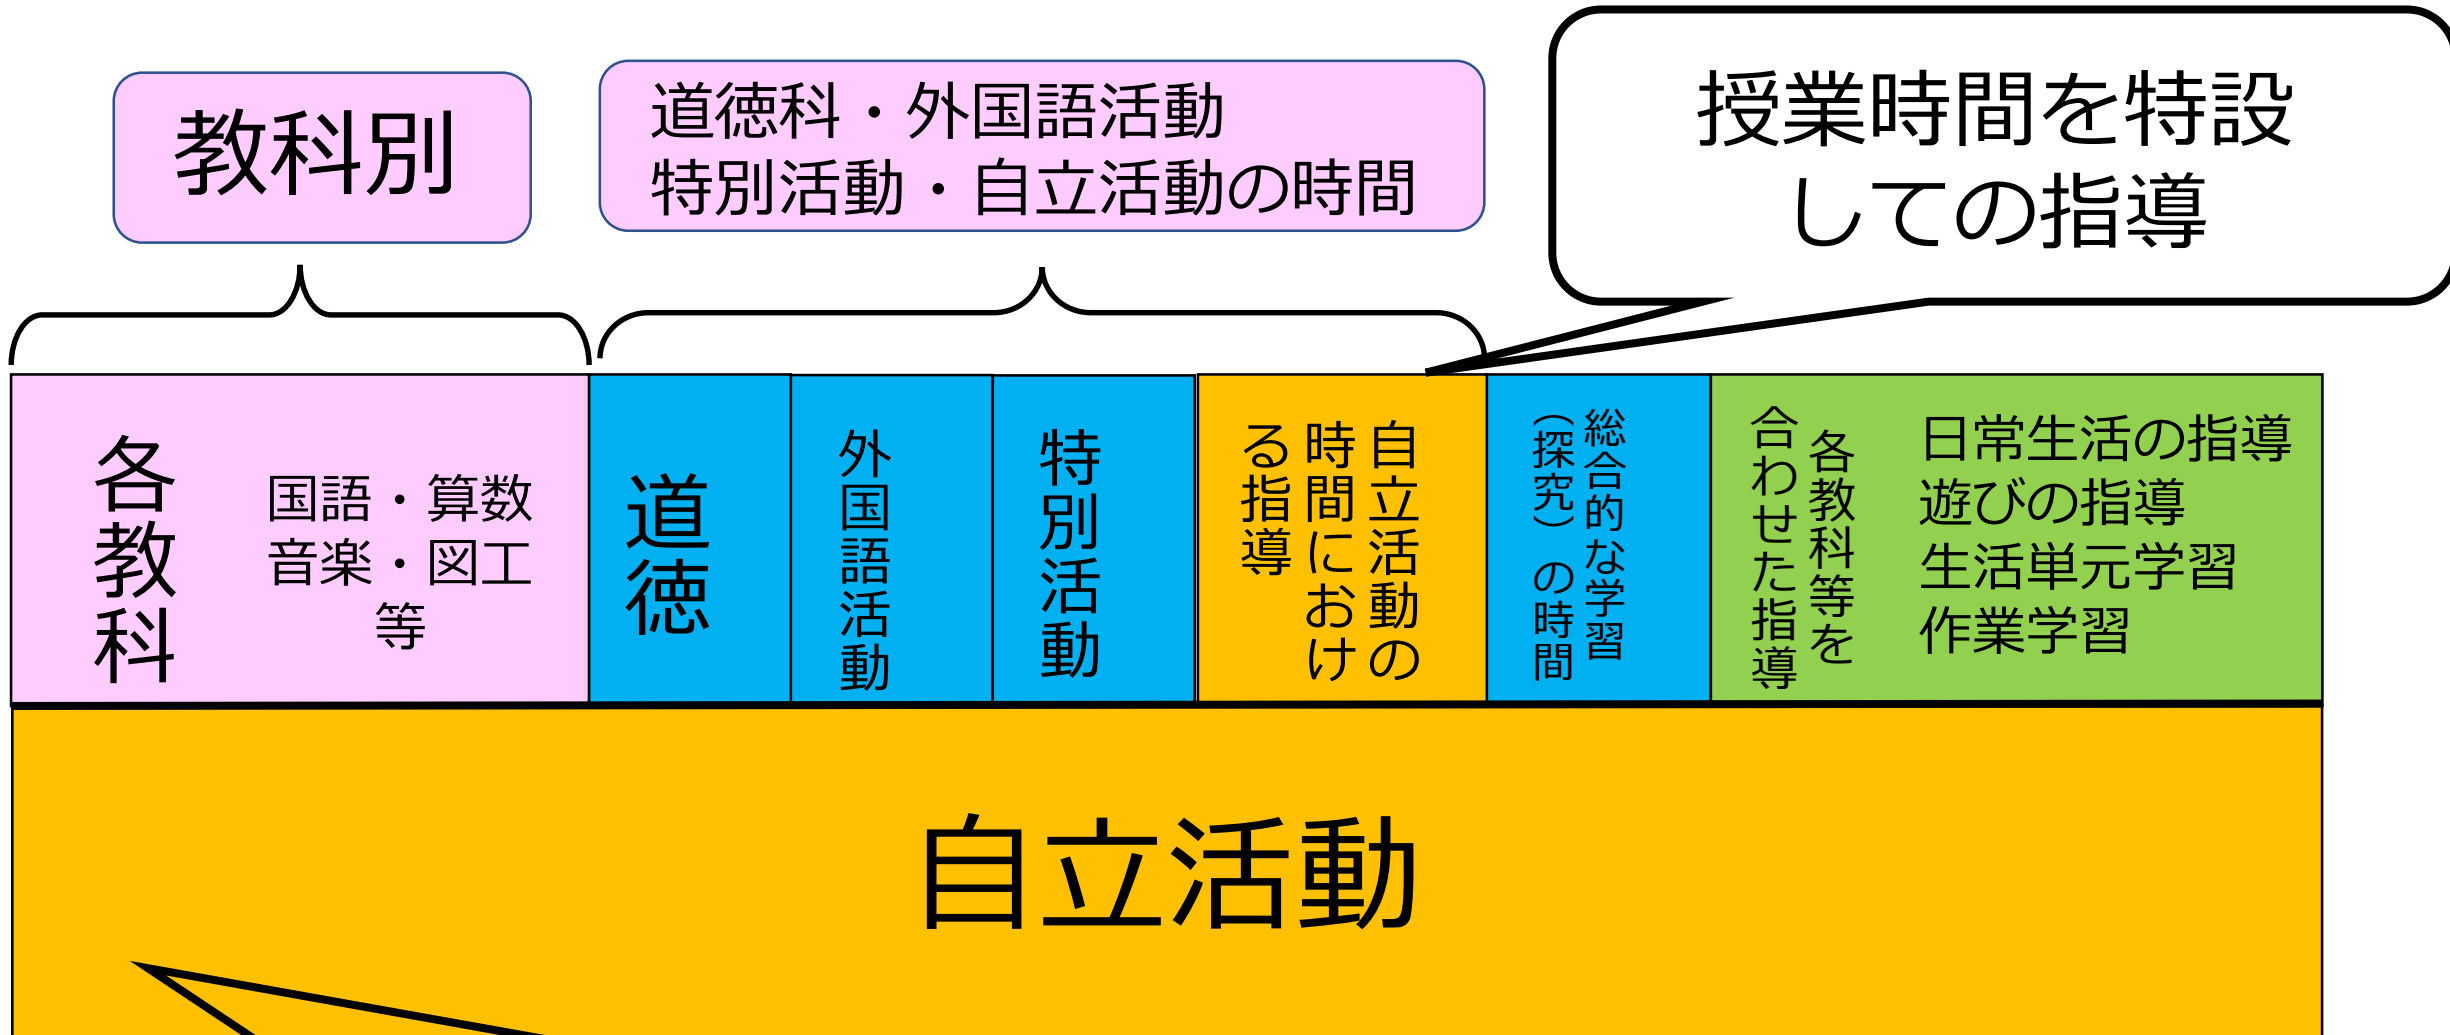 教科別
道徳科・外国語活動
特別活動・自立活動の時間
授業時間を特設
しての指導
各教科
国語・算数
音楽・図工
等
道徳
外国語活動
特別活動
自立活動の
時間におけ
る指導
総合的な学習
（探究）の時間
各教科等を
合わせた指導
日常生活の指導
遊びの指導
生活単元学習
作業学習
自立活動